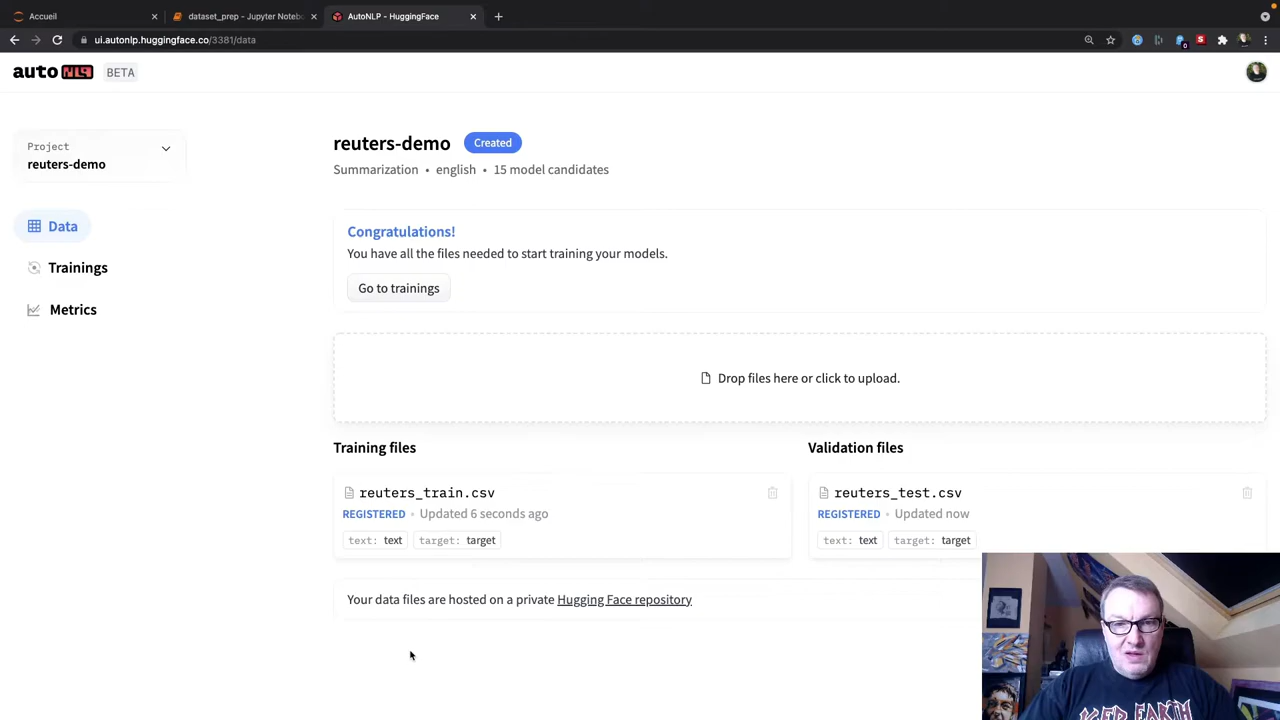 Accueil
dataset_prep - Jupyter Notebo
AutoNLP - HuggingFace
ui.autonlp.huggingface.co/3381/data
auto NLP BETA
Project
reuters-demo
Data
Trainings
Metrics
reuters-demo Created
Summarization • english • 15 model candidates
Congratulations!
You have all the files needed to start training your models.
Go to trainings
Drop files here or click to upload.
Training files
reuters_train.csv
REGISTERED • Updated 6 seconds ago
text: text target: target
Validation files
reuters_test.csv
REGISTERED • Updated now
text: text target: target
Your data files are hosted on a private Hugging Face repository
ICED EARTH